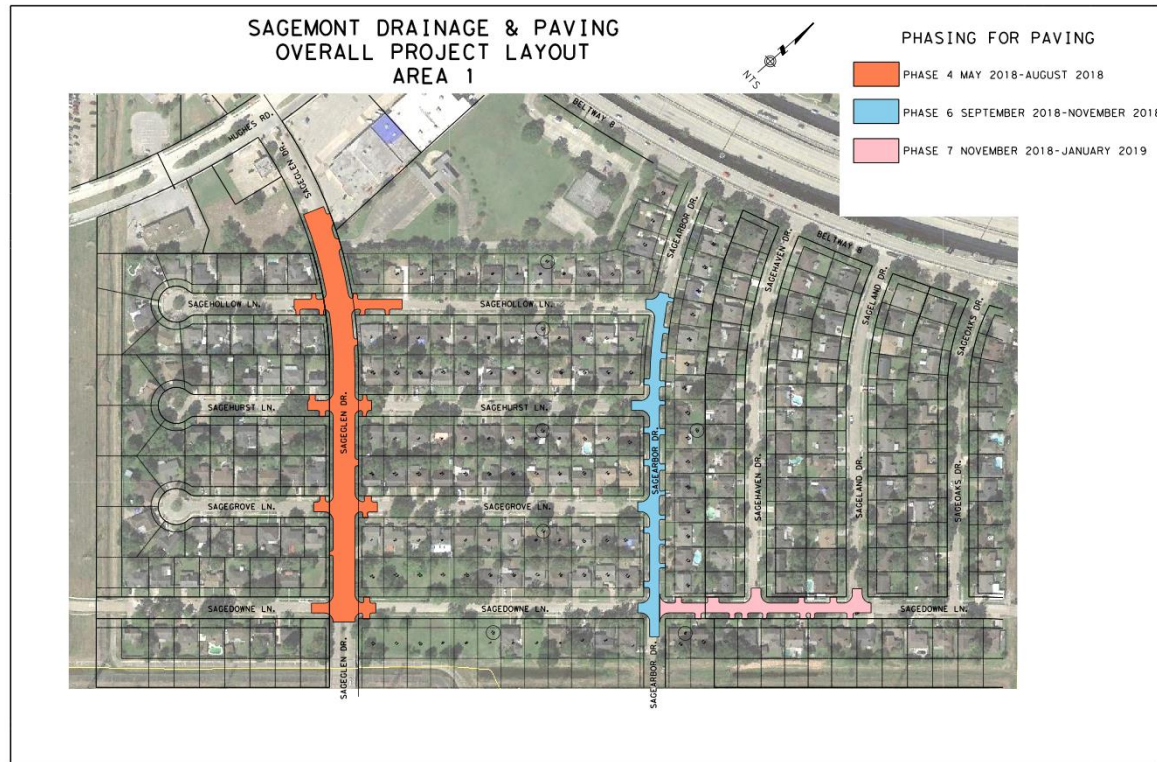 SAGEMONT DRAINAGE & PAVING
OVERALL PROJECT LAYOUT
AREA 1
NTS
PHASING FOR PAVING
PHASE 4 MAY 2018-AUGUST 2018
PHASE 6 SEPTEMBER 2018-NOVEMBER 2018
PHASE 7 NOVEMBER 2018-JANUARY 2019
HUGHES RD.
SAGEGLEN DR.
BELTWAY 8
SAGEARBOR DR.
SAGEHAVEN DR.
BELTWAY 8
SAGELAND DR.
SAGEOAKS DR.
SAGEHOLLOW LN.
SAGEHOLLOW LN.
SAGEHURST LN.
SAGEGLEN DR.
SAGEHURST LN.
SAGEARBOR DR.
SAGEHAVEN DR.
SAGELAND DR.
SAGEOAKS DR.
SAGEGROVE LN.
SAGEGROVE LN.
SAGEDOWNE LN.
SAGEDOWNE LN.
SAGEDOWNE LN.
SAGEGLEN DR.
SAGEARBOR DR.